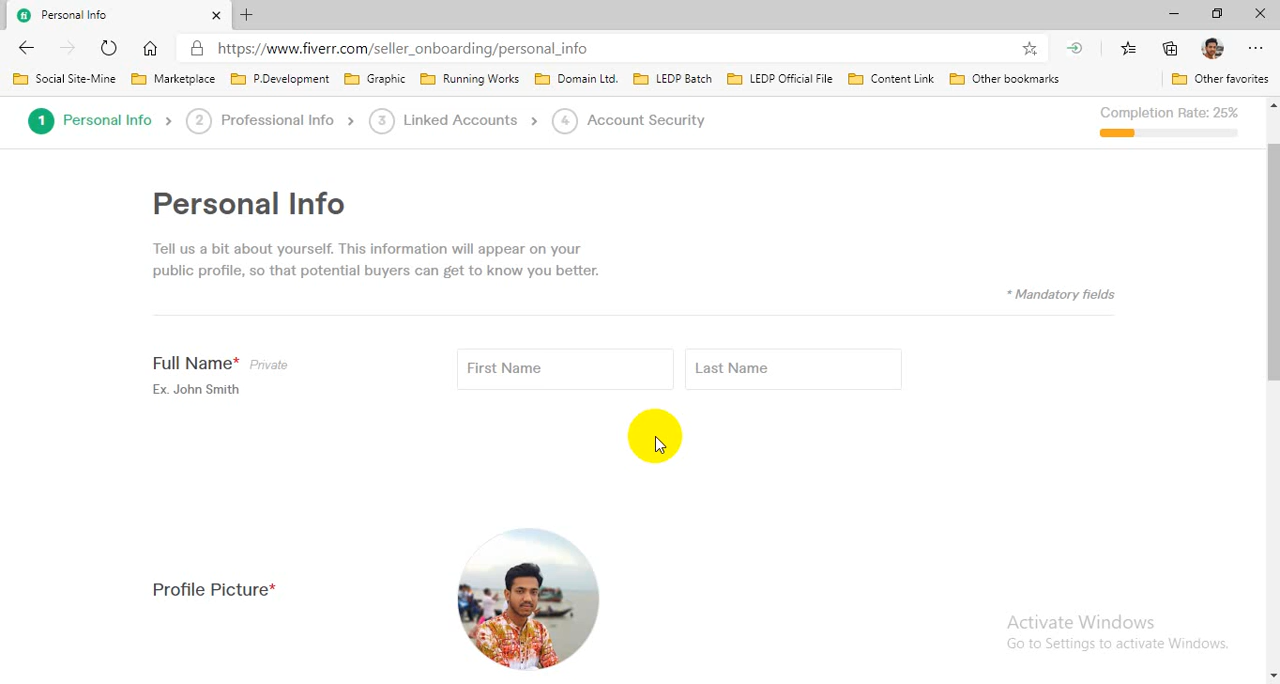 Personal Info
https://www.fiverr.com/seller_onboarding/personal_info
Social Site-Mine Marketplace P.Development Graphic Running Works Domain Ltd. LEDP Batch LEDP Official File Content Link Other bookmarks Other favorites
1 Personal Info > 2 Professional Info > 3 Linked Accounts > 4 Account Security
Completion Rate: 25%
Personal Info
Tell us a bit about yourself. This information will appear on your
public profile, so that potential buyers can get to know you better.
* Mandatory fields
Full Name* Private
First Name
Last Name
Ex. John Smith
Profile Picture*
Activate Windows
Go to Settings to activate Windows.